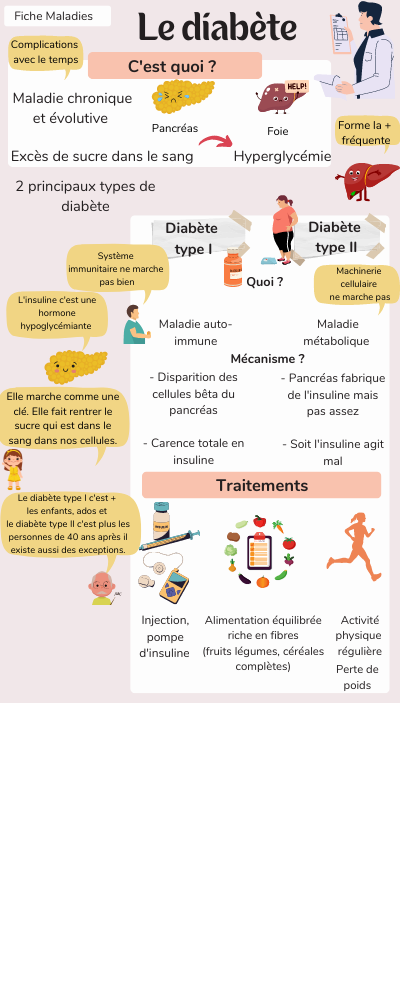 Fiche Maladies
Le diabète
Complications
avec le temps
C'est quoi ?
Maladie chronique
et évolutive
HELP!
Pancréas
Foie
Forme la +
fréquente
Excès de sucre dans le sang
Hyperglycémie
2 principaux types de
diabète
Diabète
type I
Diabète
type II
Système
immunitaire ne marche
pas bien
Quoi ?
Machinerie
cellulaire
ne marche pas
L'insuline c'est une
hormone
hypoglycémiante
Maladie auto-
immune
Maladie
métabolique
Mécanisme ?
- Disparition des
cellules bêta du
pancréas
- Pancréas fabrique
de l'insuline mais
pas assez
Elle marche comme une
clé. Elle fait rentrer le
sucre qui est dans le
sang dans nos cellules.
- Carence totale en
insuline
- Soit l'insuline agit
mal
Traitements
Le diabète type I c'est +
les enfants, ados et
le diabète type II c'est plus les
personnes de 40 ans après il
existe aussi des exceptions.
Injection,
pompe
d'insuline
Alimentation équilibrée
riche en fibres
(fruits légumes, céréales
complètes)
Activité
physique
régulière
Perte de
poids